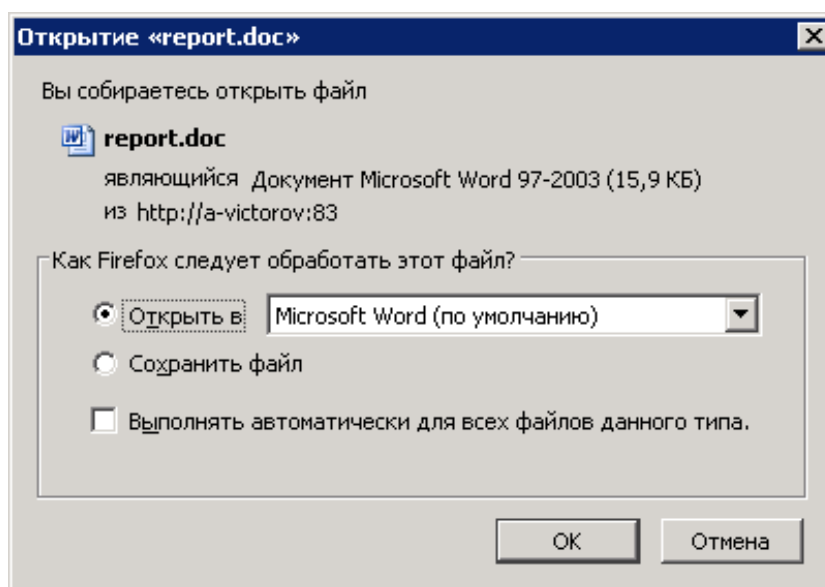 Открытие «report.doc»
Вы собираетесь открыть файл
report.doc
являющийся Документ Microsoft Word 97-2003 (15,9 КБ)
из http://a-victorov:83
Как Firefox следует обработать этот файл?
Открыть в Microsoft Word (по умолчанию)
Сохранить файл
Выполнять автоматически для всех файлов данного типа.
OK Отмена